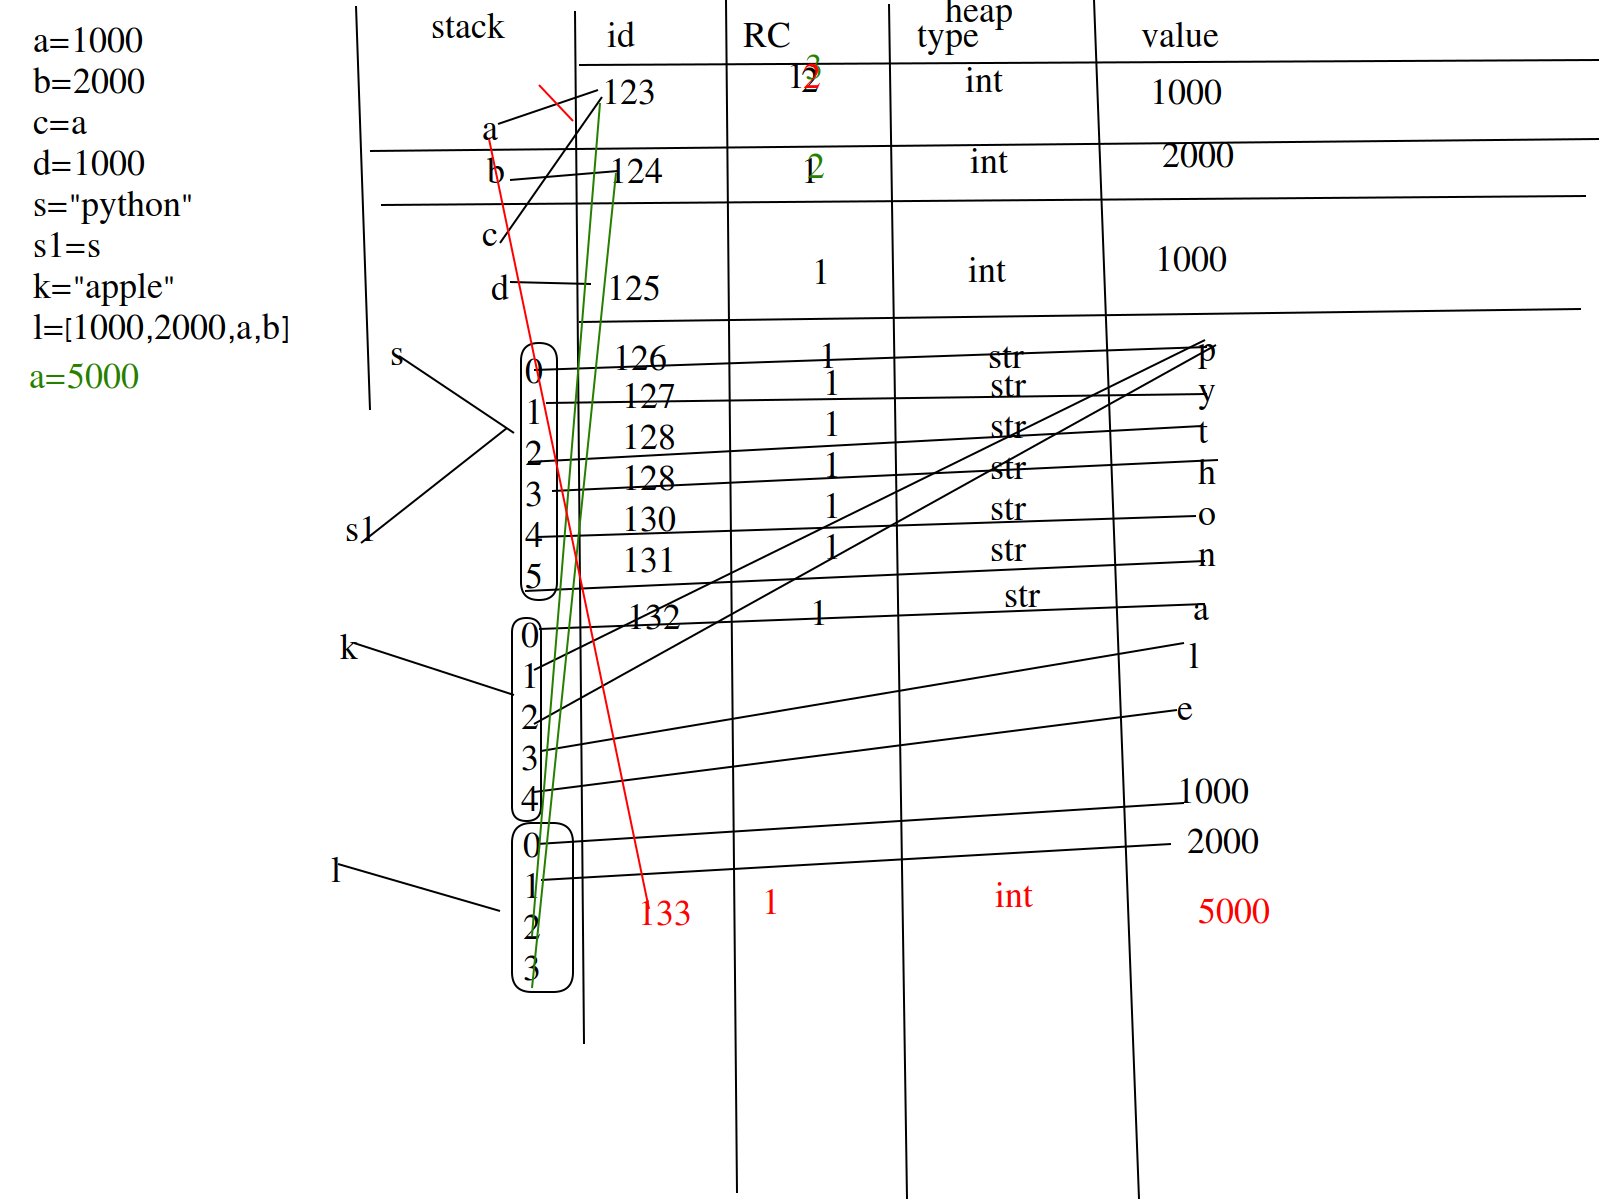 a=1000
b=2000
c=a
d=1000
s="python"
s1=s
k="apple"
l=[1000,2000,a,b]
a=5000
stack
heap
id RC type value
a 123 1 2 3 2 int 1000
b 124 1 2 int 2000
c
d 125 1 int 1000
s 0 126 1 str p
1 127 1 str y
2 128 1 str t
3 128 1 str h
s1 4 130 1 str o
5 131 1 str n
0 132 1 str a
k 1 l
2 e
3
4 1000
0 2000
l 1
2 133 1 int 5000
3